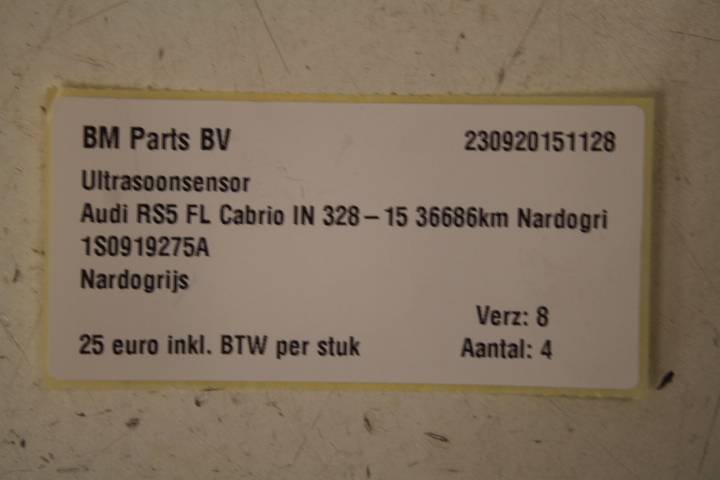 BM Parts BV 230920151128
Ultrasoonsensor
Audi RS5 FL Cabrio IN 328 – 15 36686km Nardogri
1S0919275A
Nardogrijs
Verz: 8
25 euro inkl. BTW per stuk Aantal: 4